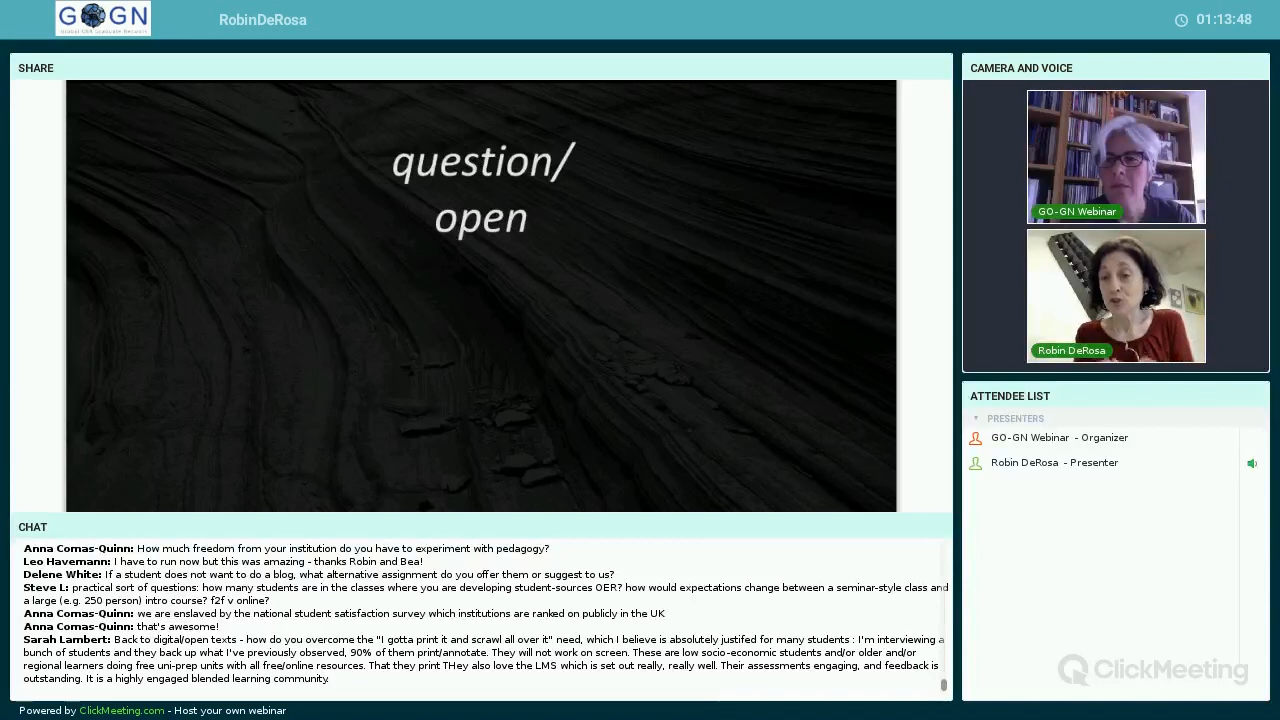 GO GN
Global OER Graduate Network
RobinDeRosa
01:13:48
SHARE
question/
open
CAMERA AND VOICE
GO-GN Webinar
Robin DeRosa
ATTENDEE LIST
PRESENTERS
GO-GN Webinar - Organizer
Robin DeRosa - Presenter
CHAT
Anna Comas-Quinn: How much freedom from your institution do you have to experiment with pedagogy?
Leo Havemann: I have to run now but this was amazing - thanks Robin and Bea!
Delene White: If a student does not want to do a blog, what alternative assignment do you offer them or suggest to us?
Steve L: practical sort of questions: how many students are in the classes where you are developing student-sources OER? how would expectations change between a seminar-style class and
a large (e.g. 250 person) intro course? f2f v online?
Anna Comas-Quinn: we are enslaved by the national student satisfaction survey which institutions are ranked on publicly in the UK
Anna Comas-Quinn: that's awesome!
Sarah Lambert: Back to digital/open texts - how do you overcome the "I gotta print it and scrawl all over it" need, which I believe is absolutely justifed for many students : I'm interviewing a
bunch of students and they back up what I've previously observed, 90% of them print/annotate. They will not work on screen. These are low socio-economic students and/or older and/or
regional learners doing free uni-prep units with all free/online resources. That they print THey also love the LMS which is set out really, really well. Their assessments engaging, and feedback is
outstanding. It is a highly engaged blended learning community.
ClickMeeting
Powered by ClickMeeting.com - Host your own webinar